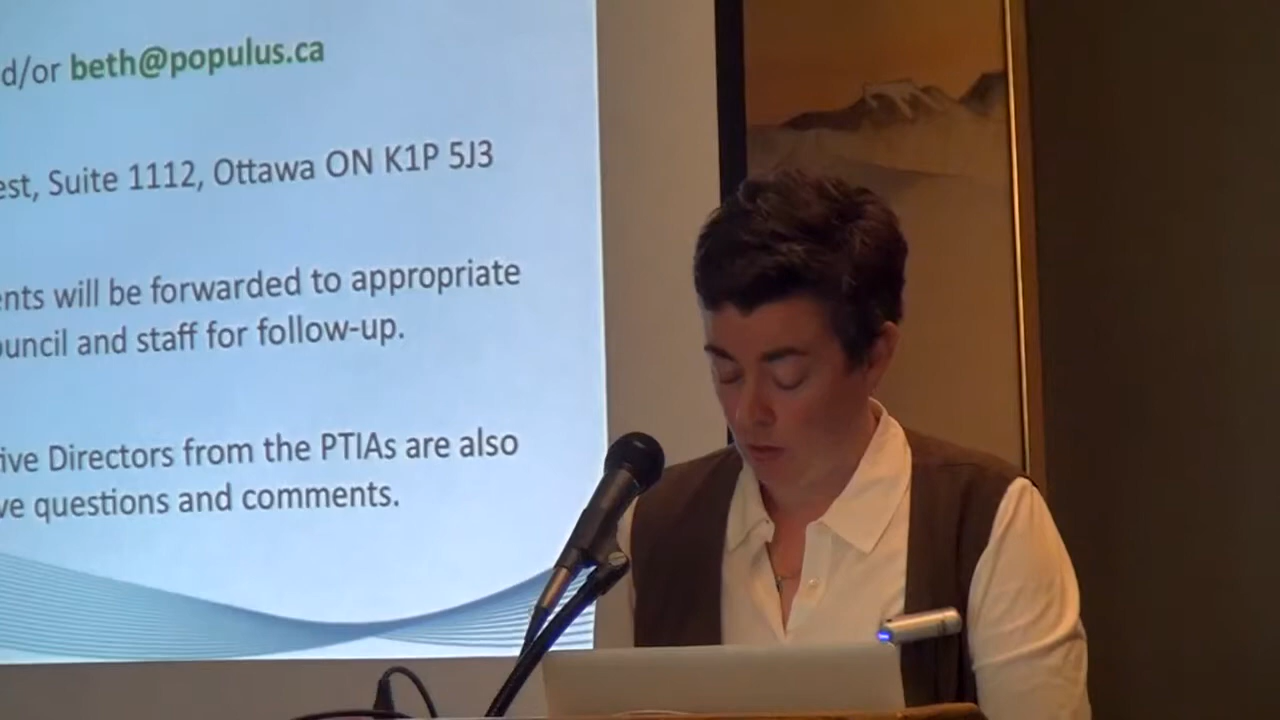 d/or beth@populus.ca
est, Suite 1112, Ottawa ON K1P 5J3
ents will be forwarded to appropriate
ouncil and staff for follow-up.
ive Directors from the PTIAs are also
ve questions and comments.